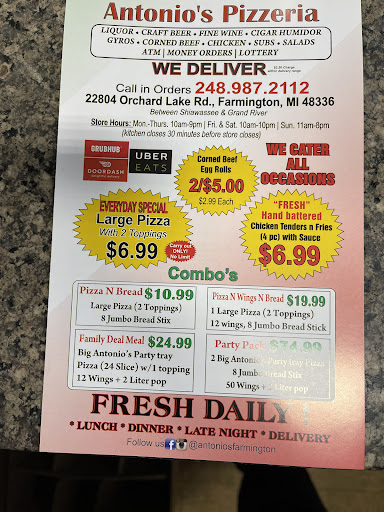 Antonio's Pizzeria
LIQUOR • CRAFT BEER • FINE WINE • CIGAR HUMIDOR
GYROS • CORNED BEEF • CHICKEN • SUBS • SALADS
ATM | MONEY ORDERS | LOTTERY
WE DELIVER
within delivery range
Call in Orders 248.987.2112
22804 Orchard Lake Rd., Farmington, MI 48336
Between Shiawassee & Grand River
Store Hours: Mon.-Thurs. 10am-9pm | Fri. & Sat. 10am-10pm | Sun. 11am-8pm
(kitchen closes 30 minutes before store closes)
GRUBHUB
DOORDASH
UBER
EATS
Corned Beef
Egg Rolls
2/$5.00
$2.99 Each
WE CATER
ALL
OCCASIONS
EVERYDAY SPECIAL
Large Pizza
With 2 Toppings
$6.99
Carry out
ONLY!
No Limit
"FRESH"
Hand battered
Chicken Tenders n Fries
(4 pc) with Sauce
$6.99
Combo's
Pizza N Bread $10.99
Large Pizza (2 Toppings)
8 Jumbo Bread Stix
Pizza N Wings N Bread $19.99
1 Large Pizza (2 Toppings)
12 wings, 8 Jumbo Bread Stick
Family Deal Meal $24.99
Big Antonio's Party tray
Pizza (24 Slice) w/1 topping
12 Wings + 2 Liter pop
Party Pack $74.99
2 Big Antonio's Party tray Pizza
8 Jumbo Bread Stix
50 Wings + 2 Liter pop
FRESH DAILY
* LUNCH * DINNER * LATE NIGHT * DELIVERY
Follow us @antoniosfarmington